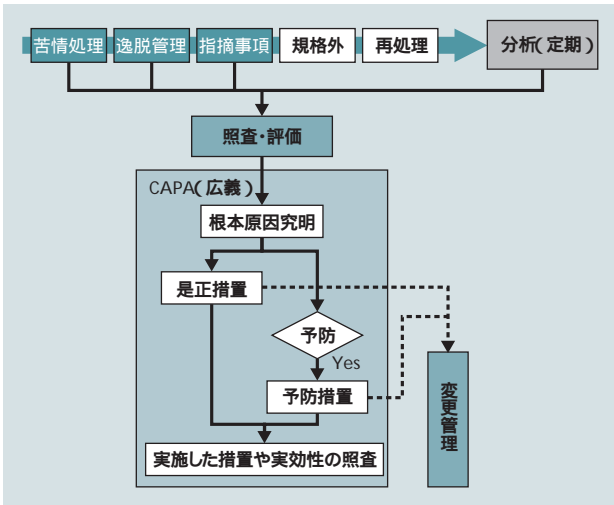 苦情処理
逸脱管理
指摘事項
規格外
再処理
分析（定期）
照査・評価
CAPA（広義）
根本原因究明
是正措置
予防
Yes
予防措置
変更管理
実施した措置や実効性の照査